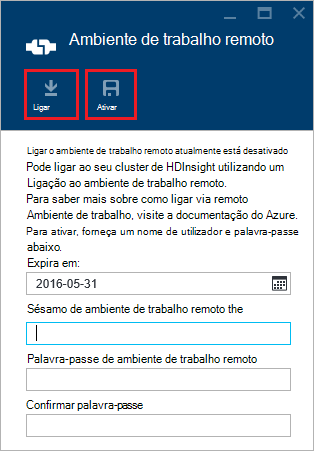 Ambiente de trabalho remoto
Ligar
Ativar
Ligar o ambiente de trabalho remoto atualmente está desativado
Pode ligar ao seu cluster de HDInsight utilizando um
Ligação ao ambiente de trabalho remoto.
Para saber mais sobre como ligar via remoto
Ambiente de trabalho, visite a documentação do Azure.
Para ativar, forneça um nome de utilizador e palavra-passe
abaixo.
Expira em:
2016-05-31
Sésamo de ambiente de trabalho remoto the
Palavra-passe de ambiente de trabalho remoto
Confirmar palavra-passe